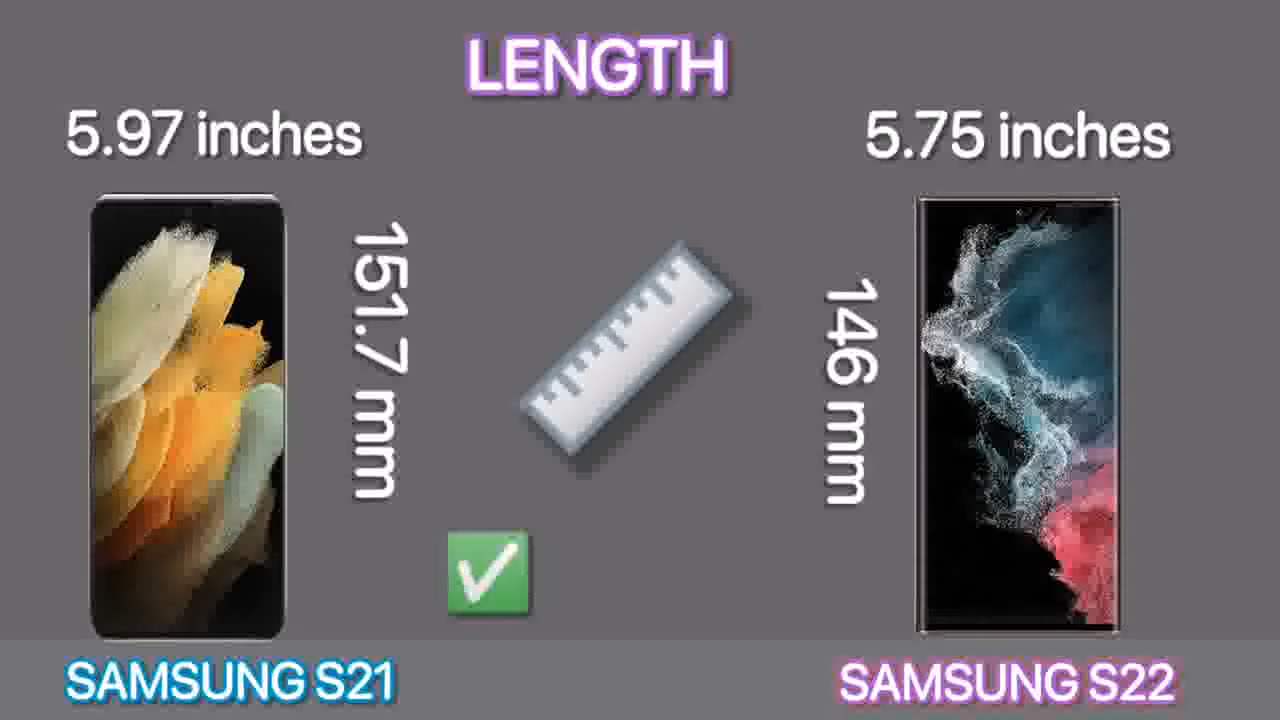 LENGTH
5.97 inches
5.75 inches
151.7 mm
146 mm
SAMSUNG S21
SAMSUNG S22